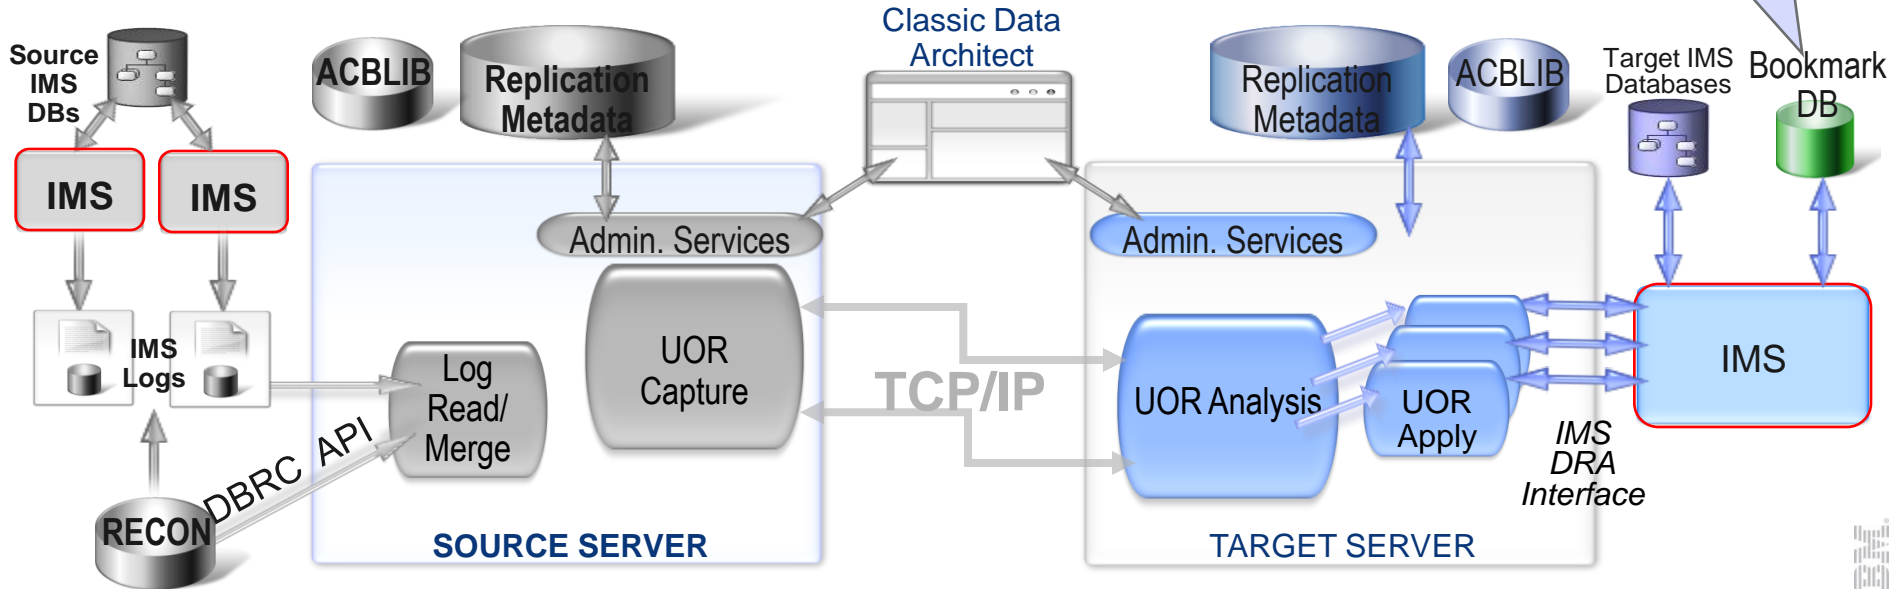 Source
IMS
DBs
ACBLIB
Replication
Metadata
Classic Data
Architect
Replication
Metadata
ACBLIB
Target IMS
Databases
Bookmark
DB
IMS
IMS
Admin. Services
Admin. Services
IMS
Logs
Log
Read/
Merge
UOR
Capture
TCP/IP
UOR Analysis
UOR
Apply
IMS
DRA
Interface
IMS
DBRC API
RECON
SOURCE SERVER
TARGET SERVER
IBM